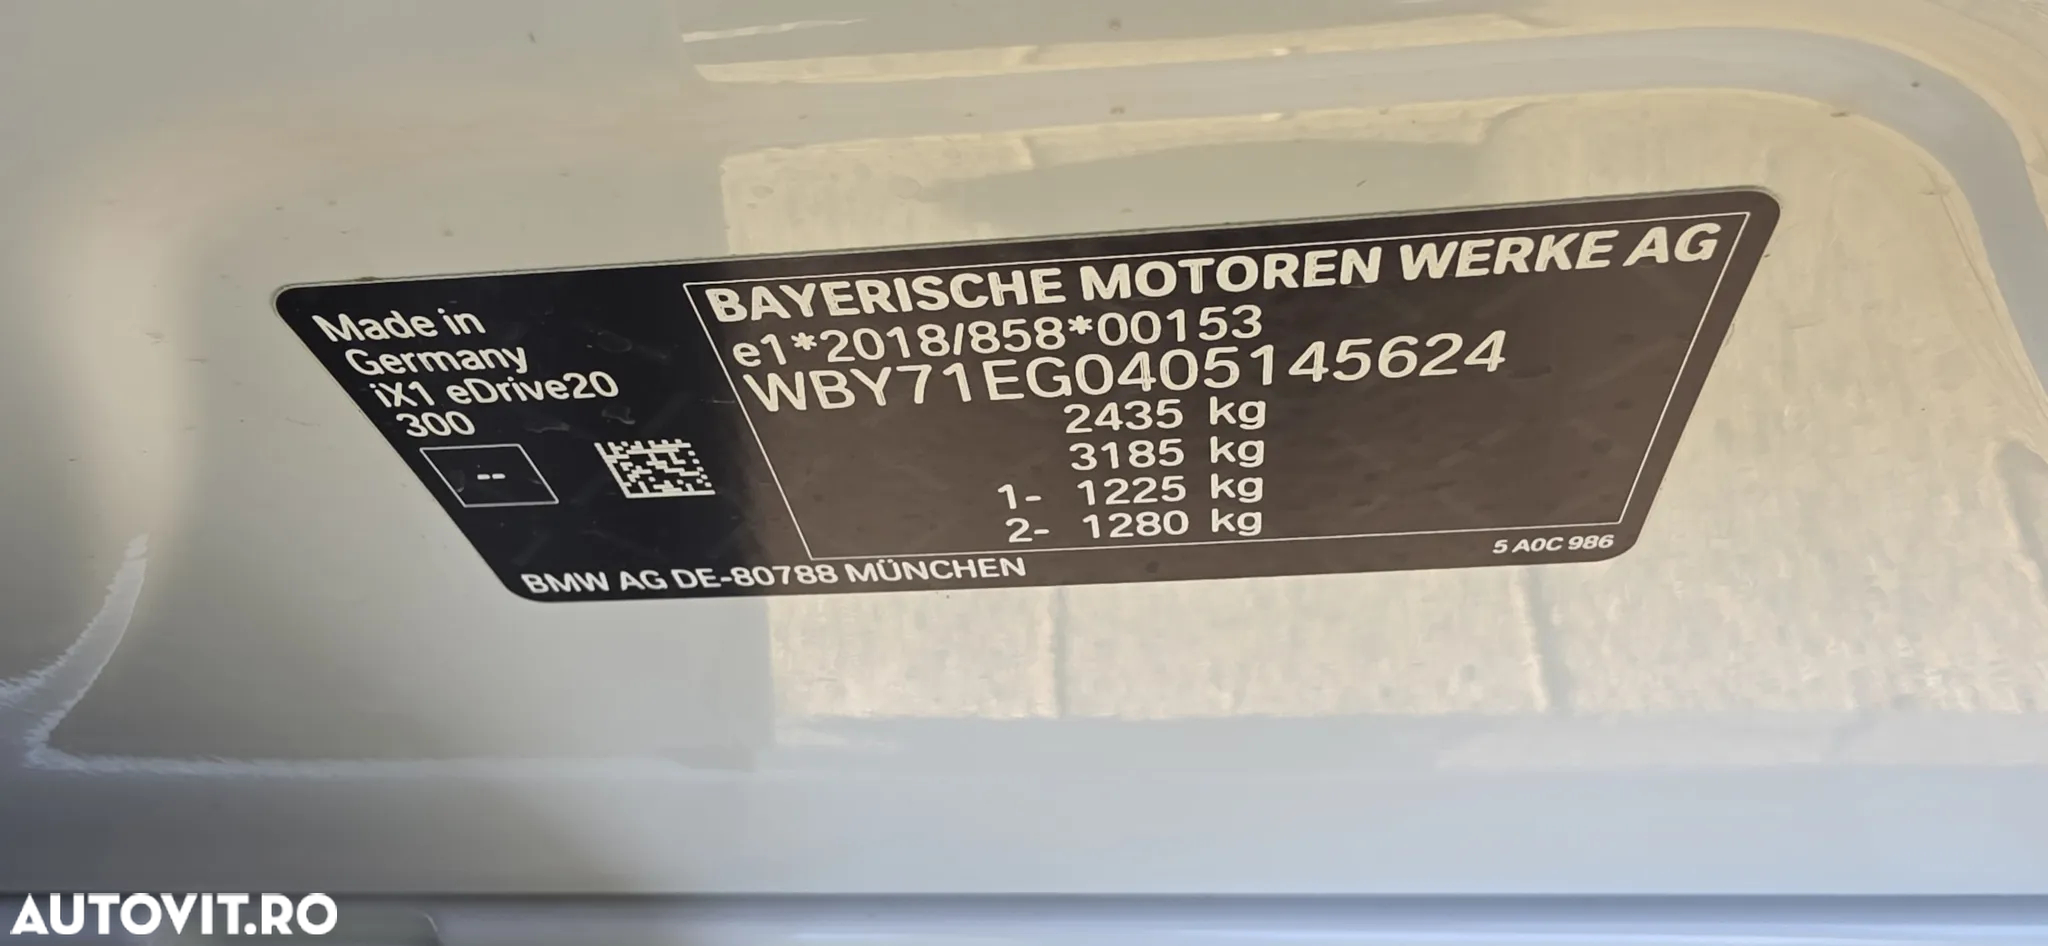 Made in
Germany
iX1 eDrive20
300
--
BAYERISCHE MOTOREN WERKE AG
e1*2018/858*00153
WBY71EG0405145624
2435 kg
3185 kg
1- 1225 kg
2- 1280 kg
BMW AG DE-80788 MÜNCHEN
5 A0C 986
AUTOVIT.RO